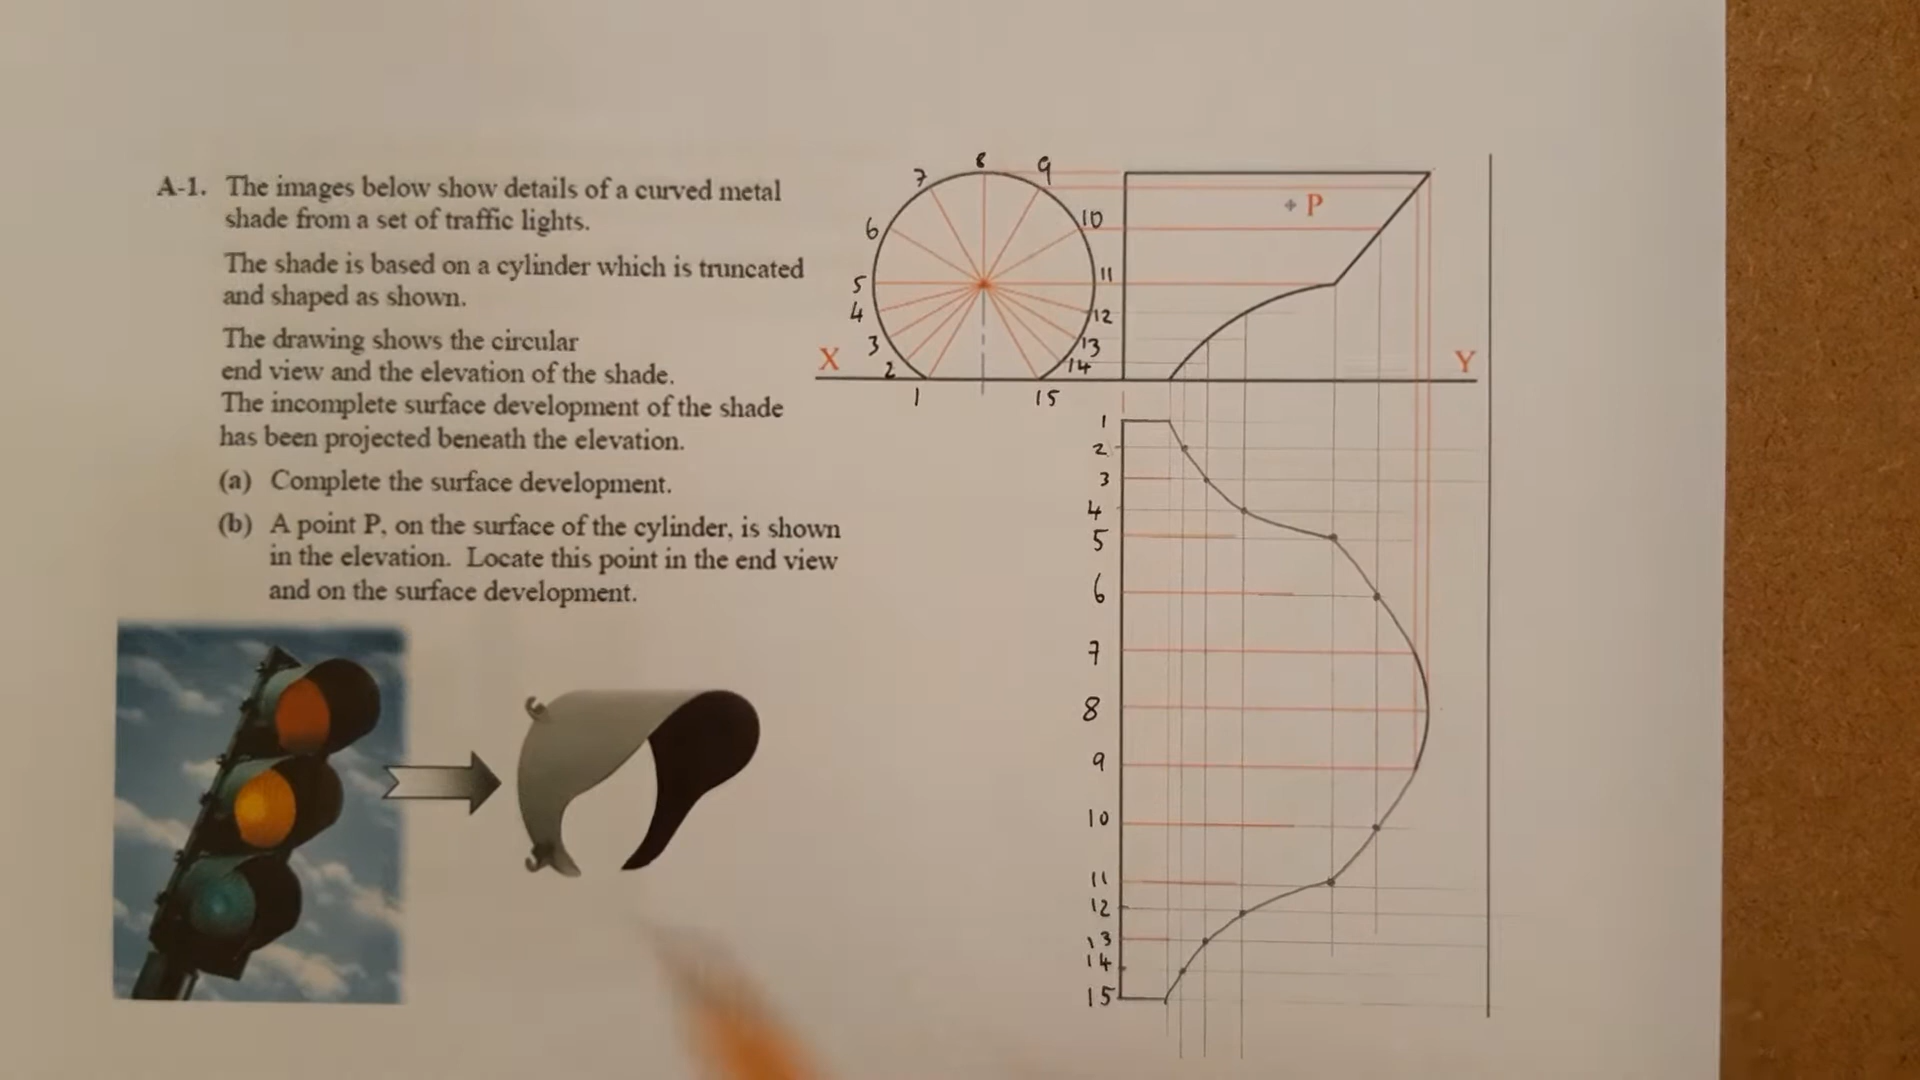 A-1. The images below show details of a curved metal
shade from a set of traffic lights.
The shade is based on a cylinder which is truncated
and shaped as shown.
The drawing shows the circular
end view and the elevation of the shade.
The incomplete surface development of the shade
has been projected beneath the elevation.
(a) Complete the surface development.
(b) A point P, on the surface of the cylinder, is shown
in the elevation. Locate this point in the end view
and on the surface development.
8
7
9
6
10
5
11
4
12
3
13
2
14
1
15
X
Y
P
1
2
3
4
5
6
7
8
9
10
11
12
13
14
15